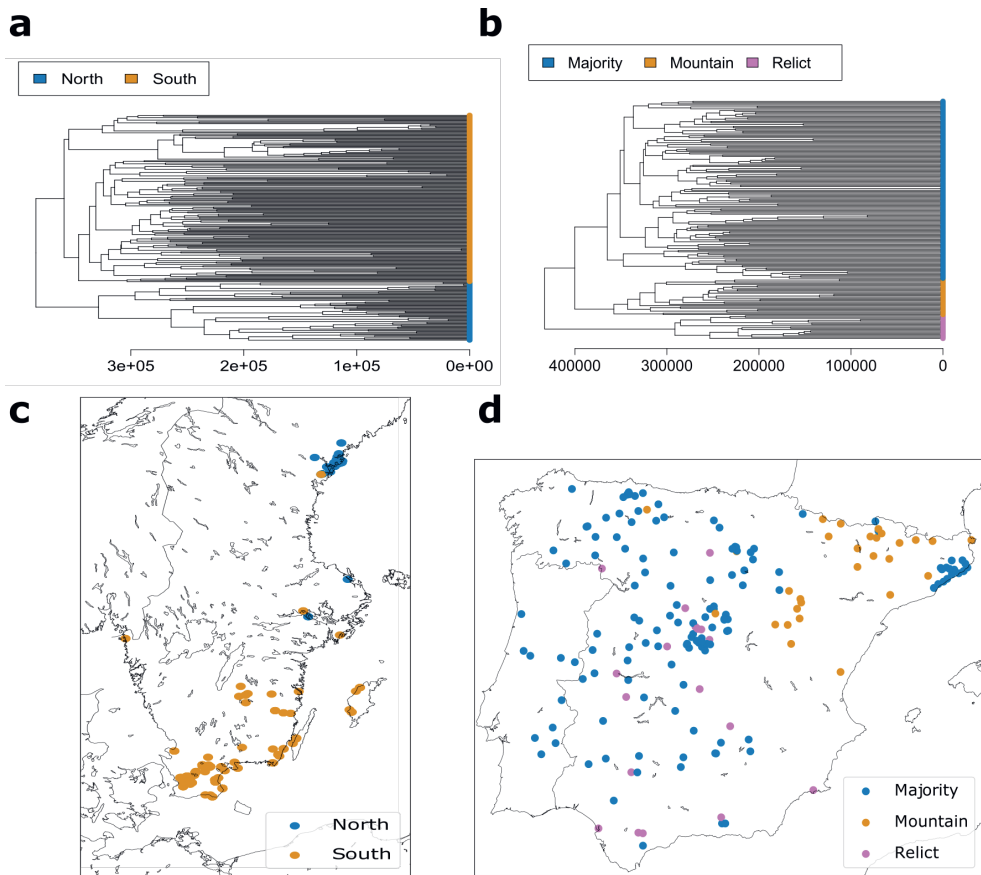 a
North South
3e+05 2e+05 1e+05 0e+00
b
Majority Mountain Relict
400000 300000 200000 100000 0
c
North
South
d
Majority
Mountain
Relict